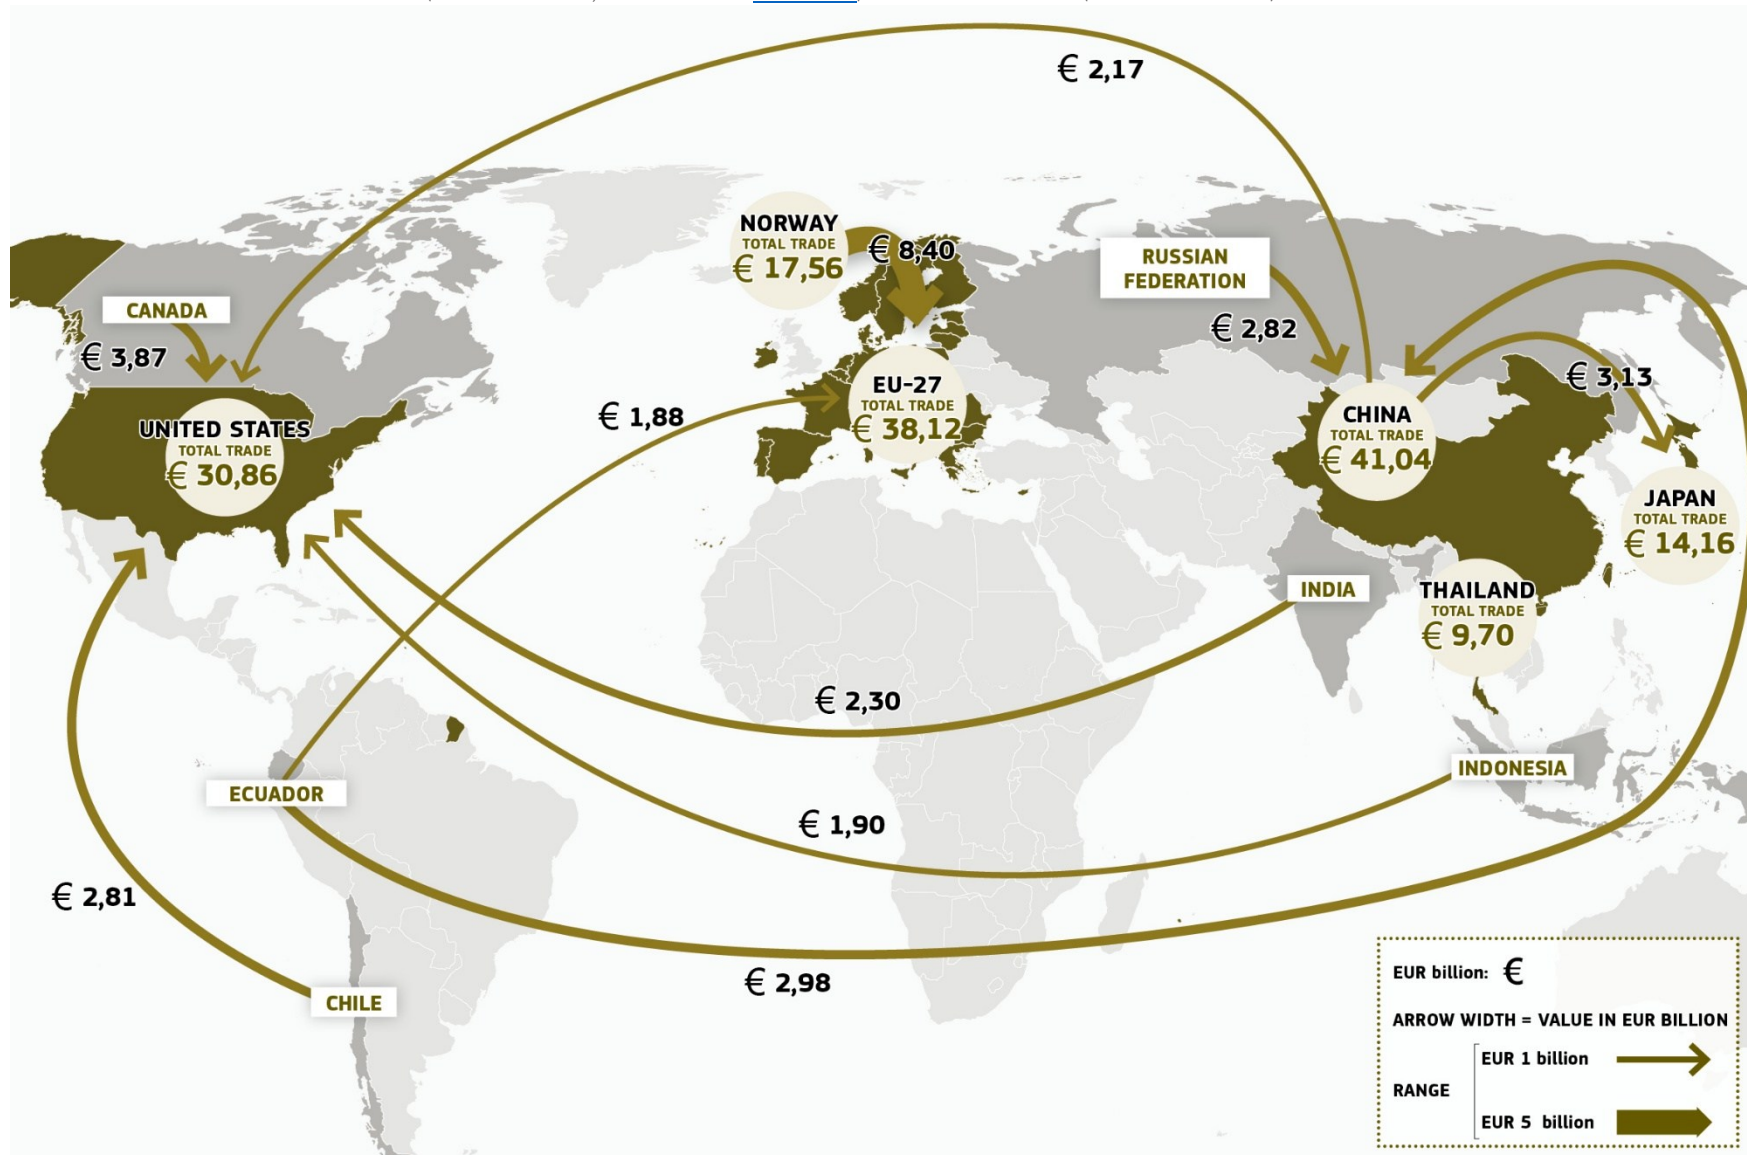 € 2,17
NORWAY
TOTAL TRADE
€ 17,56
€ 8,40
RUSSIAN
FEDERATION
€ 2,82
CANADA
€ 3,87
UNITED STATES
TOTAL TRADE
€ 30,86
€ 1,88
EU-27
TOTAL TRADE
€ 38,12
CHINA
TOTAL TRADE
€ 41,04
€ 3,13
JAPAN
TOTAL TRADE
€ 14,16
INDIA
THAILAND
TOTAL TRADE
€ 9,70
€ 2,30
ECUADOR
INDONESIA
€ 1,90
€ 2,81
€ 2,98
CHILE
EUR billion: €
ARROW WIDTH = VALUE IN EUR BILLION
RANGE
EUR 1 billion
EUR 5 billion